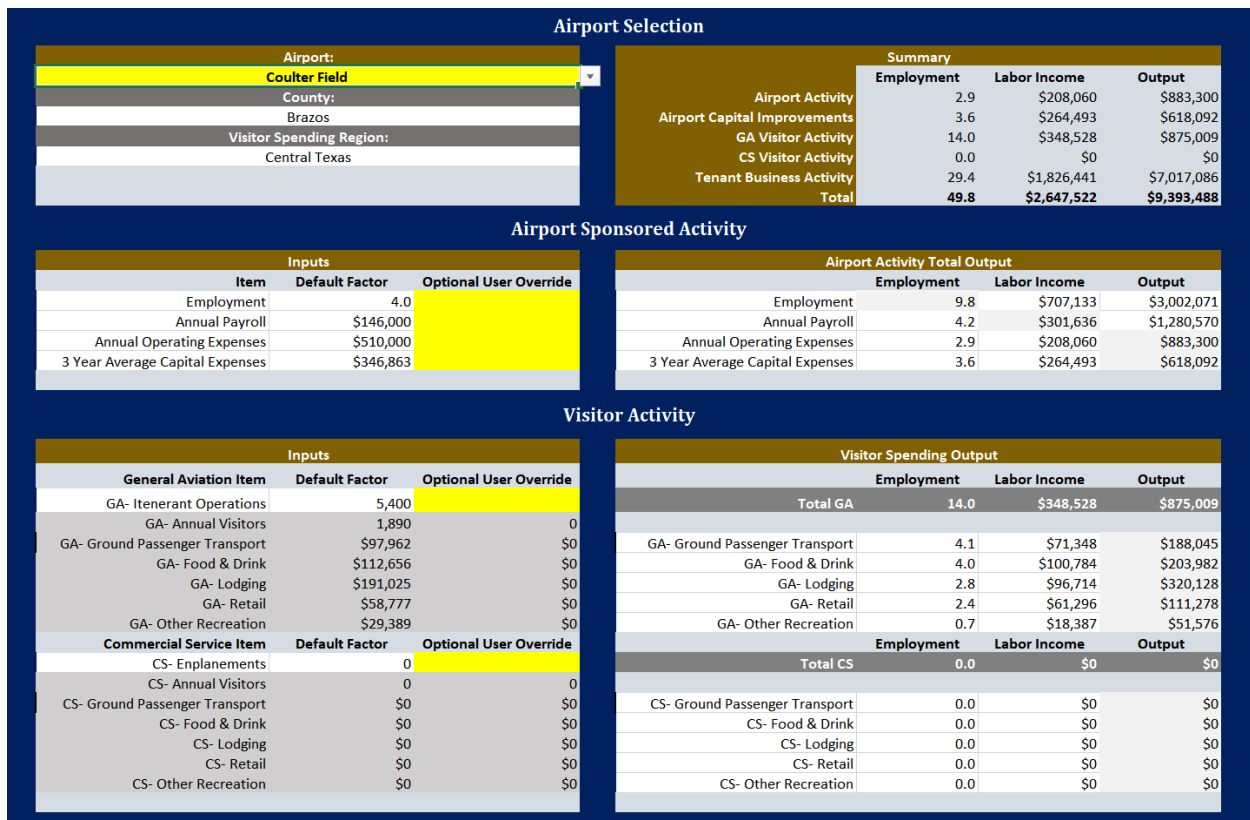 Airport Selection
Airport:
Coulter Field
County:
Brazos
Visitor Spending Region:
Central Texas
Summary
Employment Labor Income Output
Airport Activity 2.9 $208,060 $883,300
Airport Capital Improvements 3.6 $264,493 $618,092
GA Visitor Activity 14.0 $348,528 $875,009
CS Visitor Activity 0.0 $0 $0
Tenant Business Activity 29.4 $1,826,441 $7,017,086
Total 49.8 $2,647,522 $9,393,488
Airport Sponsored Activity
Inputs
Item Default Factor Optional User Override
Employment 4.0
Annual Payroll $146,000
Annual Operating Expenses $510,000
3 Year Average Capital Expenses $346,863
Airport Activity Total Output
Employment Labor Income Output
Employment 9.8 $707,133 $3,002,071
Annual Payroll 4.2 $301,636 $1,280,570
Annual Operating Expenses 2.9 $208,060 $883,300
3 Year Average Capital Expenses 3.6 $264,493 $618,092
Visitor Activity
Inputs
General Aviation Item Default Factor Optional User Override
GA- Itenerant Operations 5,400
GA- Annual Visitors 1,890 0
GA- Ground Passenger Transport $97,962 $0
GA- Food & Drink $112,656 $0
GA- Lodging $191,025 $0
GA- Retail $58,777 $0
GA- Other Recreation $29,389 $0
Commercial Service Item Default Factor Optional User Override
CS- Enplanements 0
CS- Annual Visitors 0 0
CS- Ground Passenger Transport $0 $0
CS- Food & Drink $0 $0
CS- Lodging $0 $0
CS- Retail $0 $0
CS- Other Recreation $0 $0
Visitor Spending Output
Employment Labor Income Output
Total GA 14.0 $348,528 $875,009
GA- Ground Passenger Transport 4.1 $71,348 $188,045
GA- Food & Drink 4.0 $100,784 $203,982
GA- Lodging 2.8 $96,714 $320,128
GA- Retail 2.4 $61,296 $111,278
GA- Other Recreation 0.7 $18,387 $51,576
Employment Labor Income Output
Total CS 0.0 $0 $0
CS- Ground Passenger Transport 0.0 $0 $0
CS- Food & Drink 0.0 $0 $0
CS- Lodging 0.0 $0 $0
CS- Retail 0.0 $0 $0
CS- Other Recreation 0.0 $0 $0